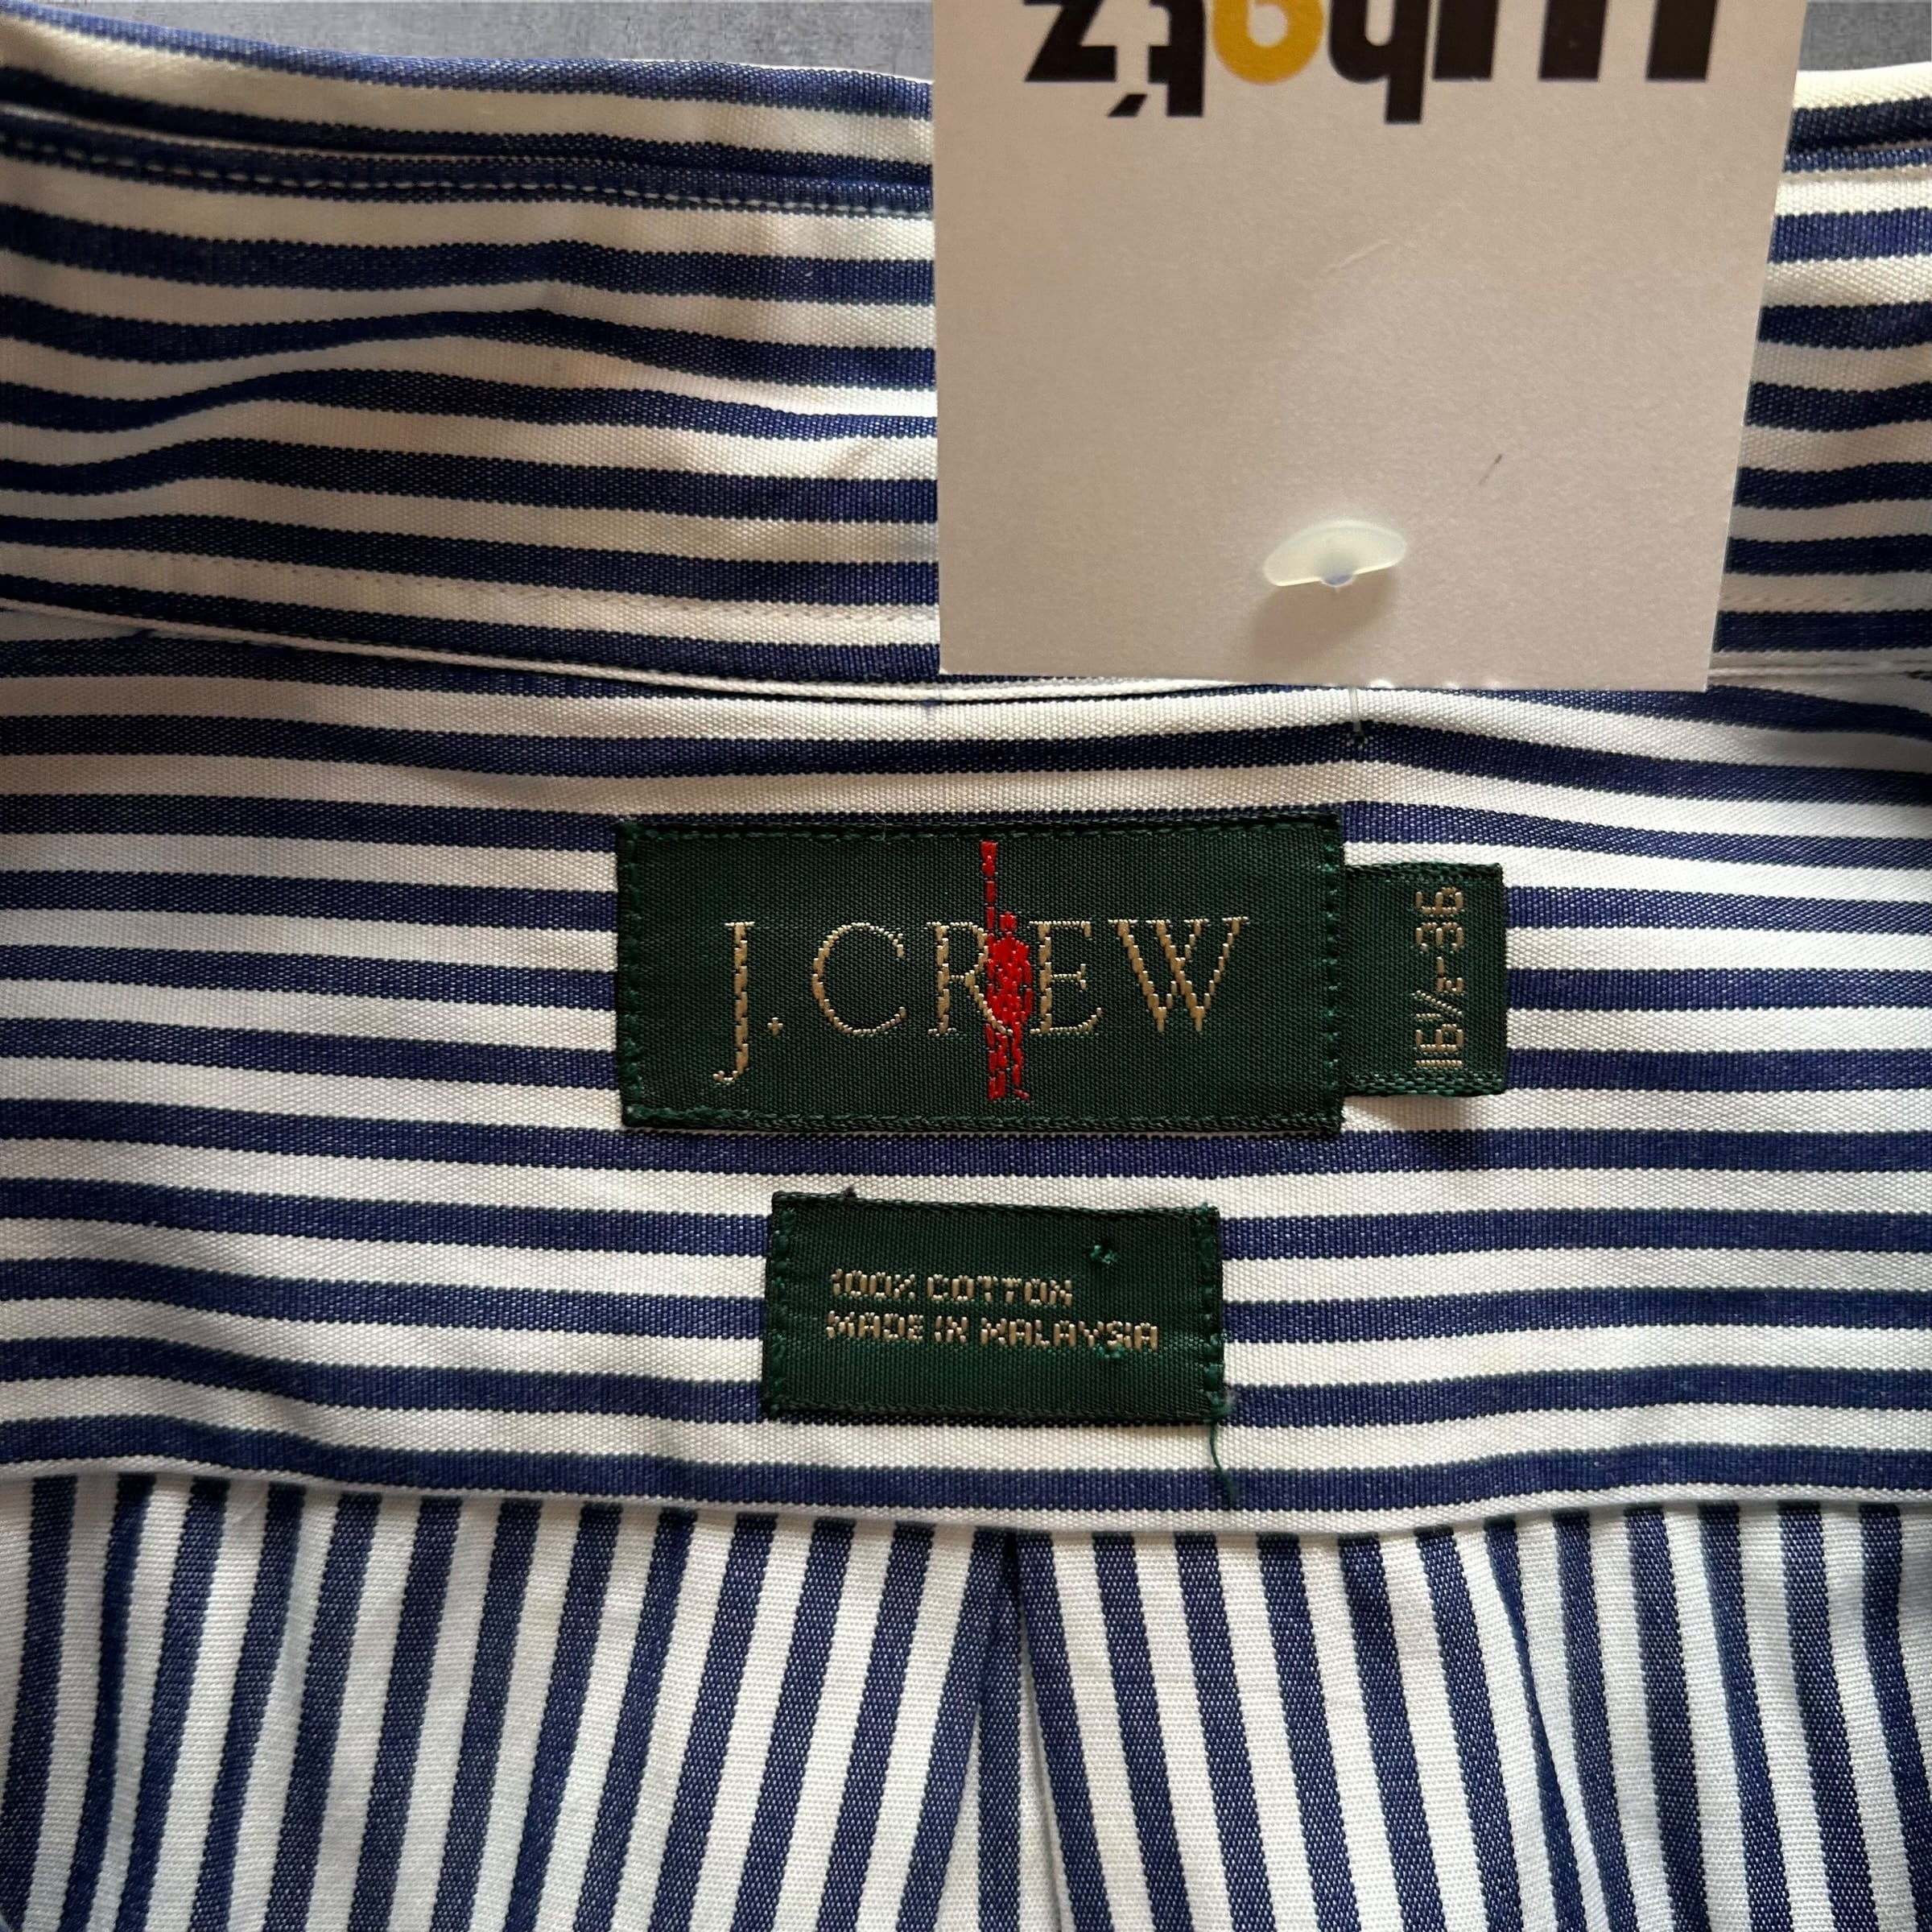 J. CREW
16½-36
100% COTTON
MADE IN MALAYSIA